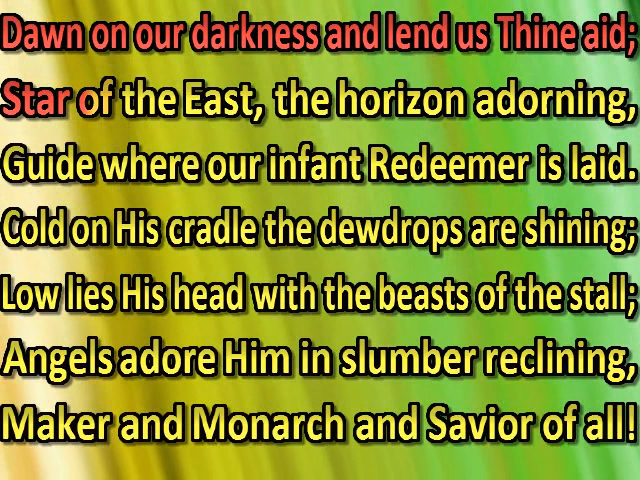 Dawn on our darkness and lend us Thine aid;
Star of the East, the horizon adorning,
Guide where our infant Redeemer is laid.
Cold on His cradle the dewdrops are shining;
Low lies His head with the beasts of the stall;
Angels adore Him in slumber reclining,
Maker and Monarch and Savior of all!